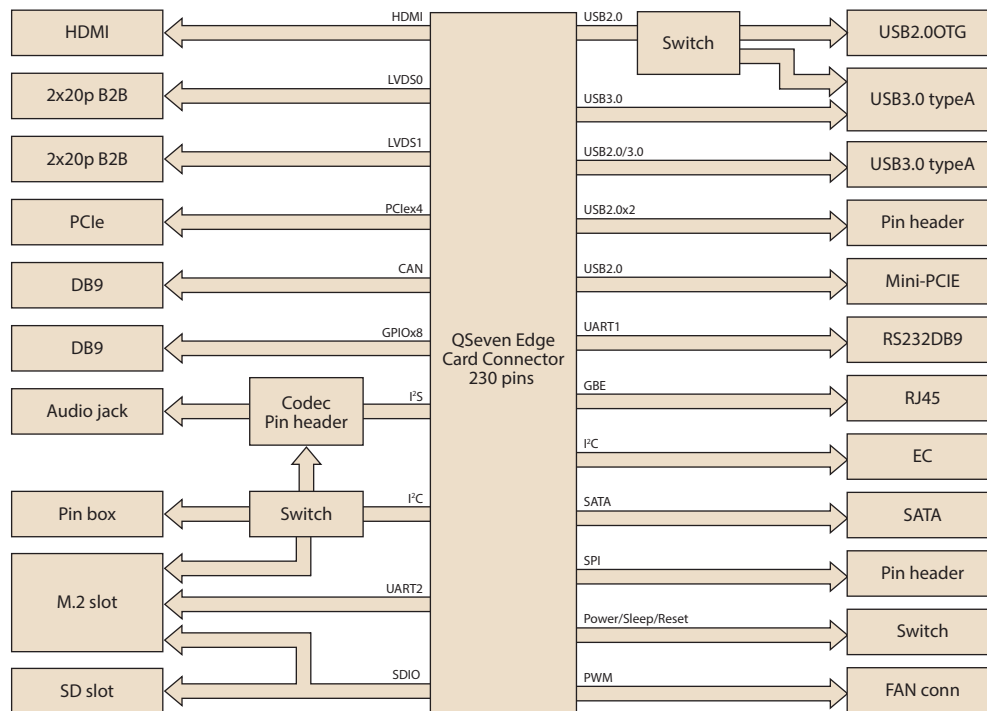 HDMI
HDMI
2x20p B2B
LVDS0
2x20p B2B
LVDS1
PCIe
PCIex4
DB9
CAN
DB9
GPIOx8
Audio jack
Codec
Pin header
I²S
Pin box
Switch
I²C
M.2 slot
UART2
SD slot
SDIO
QSeven Edge
Card Connector
230 pins
USB2.0
Switch
USB2.0OTG
USB3.0
USB3.0 typeA
USB2.0/3.0
USB3.0 typeA
USB2.0x2
Pin header
USB2.0
Mini-PCIE
UART1
RS232DB9
GBE
RJ45
I²C
EC
SATA
SATA
SPI
Pin header
Power/Sleep/Reset
Switch
PWM
FAN conn